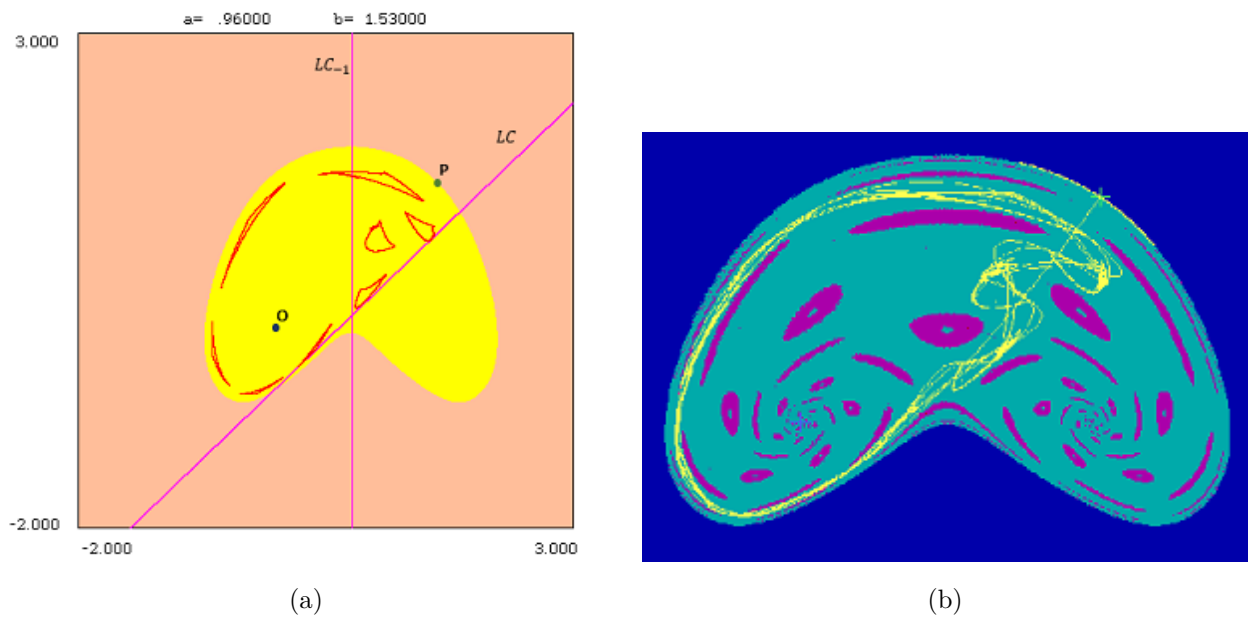 a= .96000 b= 1.53000
3.000
LC₋₁
LC
P
O
-2.000
-2.000 3.000
(a) (b)